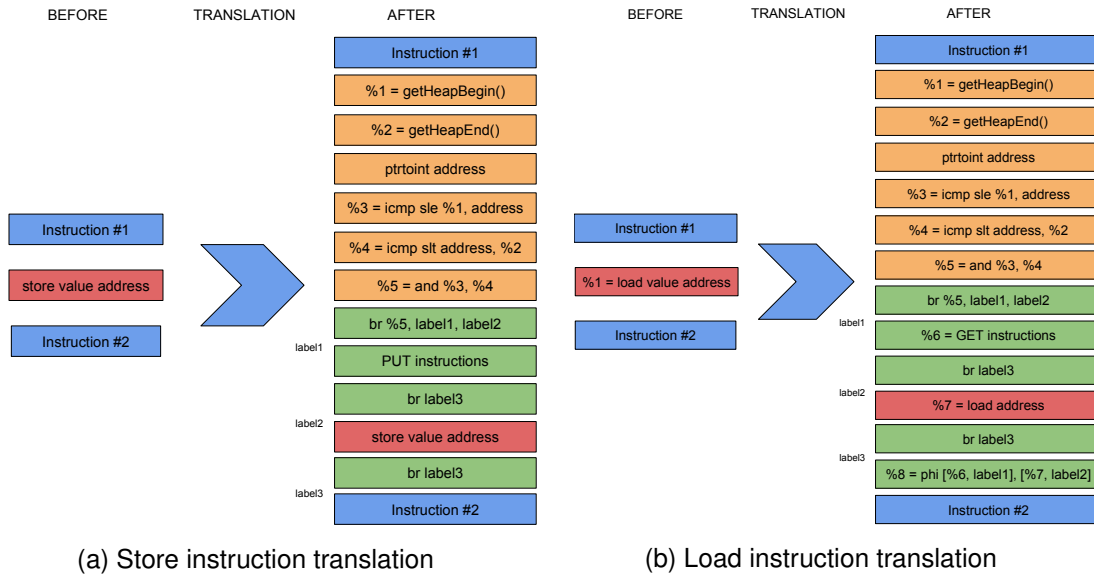 BEFORE
TRANSLATION
AFTER
Instruction #1
store value address
Instruction #2
Instruction #1
%1 = getHeapBegin()
%2 = getHeapEnd()
ptrtoint address
%3 = icmp sle %1, address
%4 = icmp slt address, %2
%5 = and %3, %4
br %5, label1, label2
label1
PUT instructions
br label3
label2
store value address
br label3
label3
Instruction #2
(a) Store instruction translation
BEFORE
TRANSLATION
AFTER
Instruction #1
%1 = load value address
Instruction #2
Instruction #1
%1 = getHeapBegin()
%2 = getHeapEnd()
ptrtoint address
%3 = icmp sle %1, address
%4 = icmp slt address, %2
%5 = and %3, %4
br %5, label1, label2
label1
%6 = GET instructions
br label3
label2
%7 = load address
br label3
label3
%8 = phi [%6, label1], [%7, label2]
Instruction #2
(b) Load instruction translation